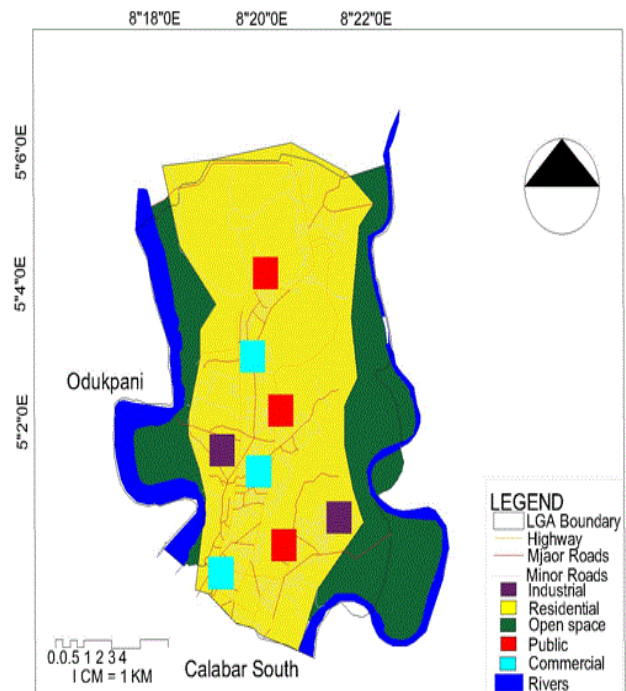 8"18"0E 8"20"0E 8"22"0E
5"6"0E
5"4"0E
5"2"0E
Odukpani
LEGEND
LGA Boundary
Highway
Mjaor Roads
Minor Roads
Industrial
Residential
Open space
Public
Commercial
Rivers
0.0.5 1 2 3 4
I CM = 1 KM
Calabar South